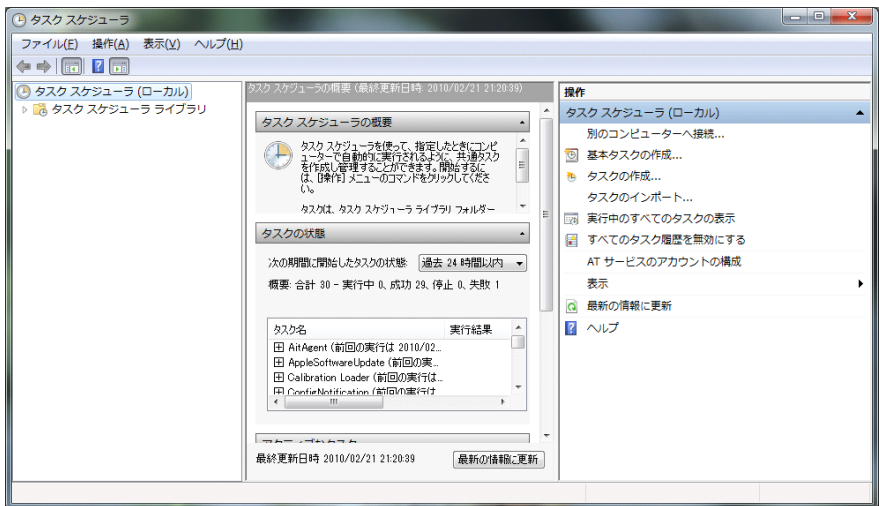 タスク スケジューラ
ファイル(F) 操作(A) 表示(V) ヘルプ(H)
タスク スケジューラ (ローカル)
タスク スケジューラ ライブラリ
タスク スケジューラの概要 (最終更新日時: 2010/02/21 21:20:39)
タスク スケジューラの概要
タスク スケジューラを使って、指定したときにコンピ
ューターで自動的に実行されるように、共通タスク
を作成し管理することができます。開始するに
は、[操作] メニューのコマンドをクリックしてくださ
い。
タスクは、タスク スケジューラ ライブラリ フォルダー
タスクの状態
次の期間に開始したタスクの状態: 過去 24 時間以内
概要: 合計 30 - 実行中 0、成功 29、停止 0、失敗 1
タスク名 実行結果
AitAgent (前回の実行は 2010/02...
AppleSoftwareUpdate (前回の実...
Calibration Loader (前回の実行は...
ConfigNotification (前回の実行は
アクティブなタスク
最終更新日時 2010/02/21 21:20:39 最新の情報に更新
操作
タスク スケジューラ (ローカル)
別のコンピューターへ接続...
基本タスクの作成...
タスクの作成...
タスクのインポート...
実行中のすべてのタスクの表示
すべてのタスク履歴を無効にする
AT サービスのアカウントの構成
表示
最新の情報に更新
ヘルプ